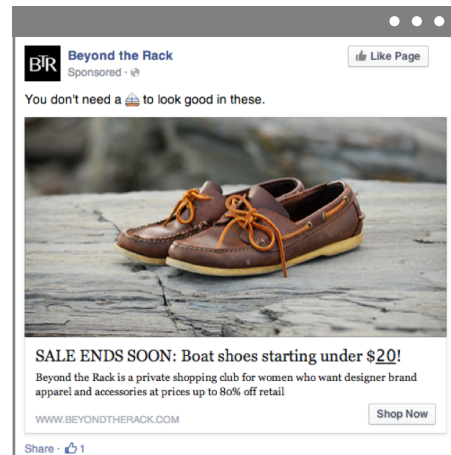 BTR
Beyond the Rack
Sponsored ·
Like Page
You don't need a ⛵ to look good in these.
SALE ENDS SOON: Boat shoes starting under $20!
Beyond the Rack is a private shopping club for women who want designer brand
apparel and accessories at prices up to 80% off retail
WWW.BEYONDTHERACK.COM
Shop Now
Share · 1